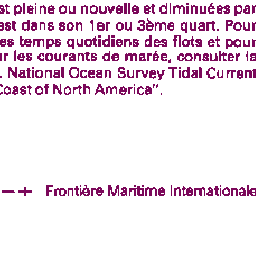 st pleine ou nouvelle et diminuées par
est dans son 1er ou 3ème quart. Pour
es temps quotidiens des flots et pour
ur les courants de marée, consulter la
. National Ocean Survey Tidal Current
Coast of North America".
Frontière Maritime Internationale